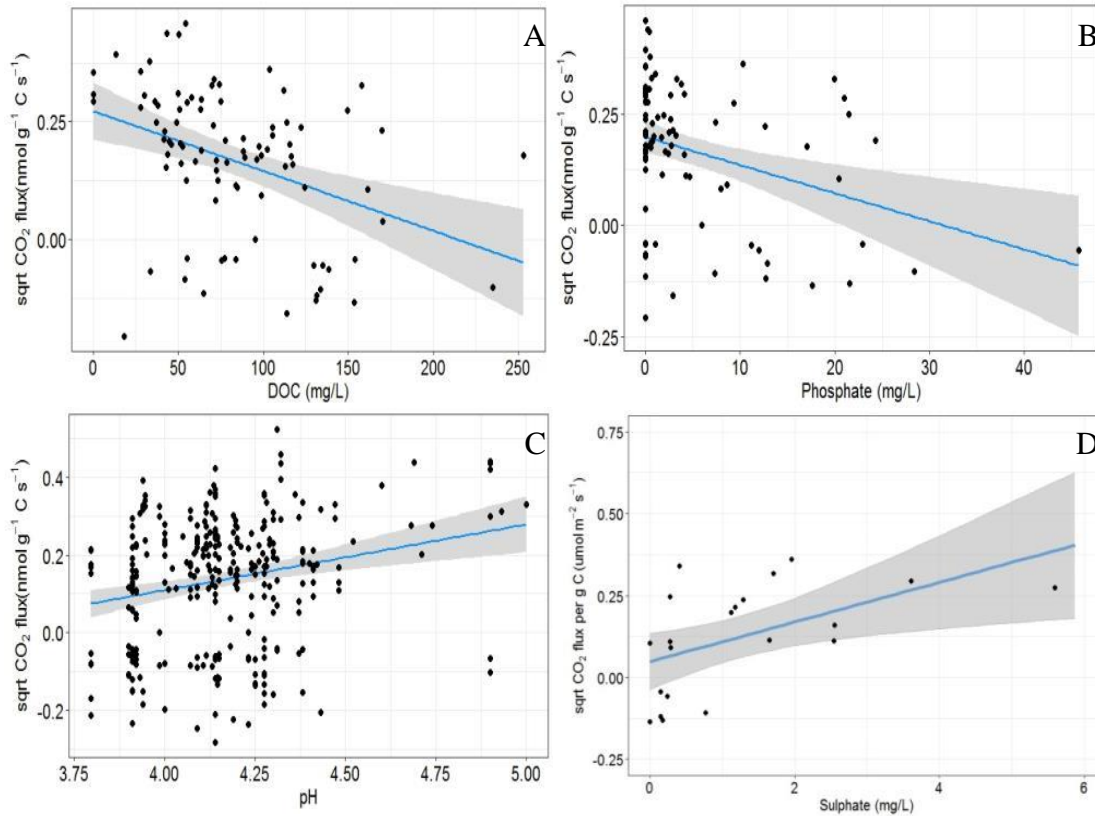 A
sqrt CO₂ flux(nmol g⁻¹ C s⁻¹)
0.25
0.00
0 50 100 150 200 250
DOC (mg/L)
B
sqrt CO₂ flux(nmol g⁻¹ C s⁻¹)
0.25
0.00
-0.25
0 10 20 30 40
Phosphate (mg/L)
C
sqrt CO₂ flux(nmol g⁻¹ C s⁻¹)
0.4
0.2
0.0
-0.2
3.75 4.00 4.25 4.50 4.75 5.00
pH
D
sqrt CO₂ flux per g C (umol m⁻² s⁻¹)
0.75
0.50
0.25
0.00
-0.25
0 2 4 6
Sulphate (mg/L)